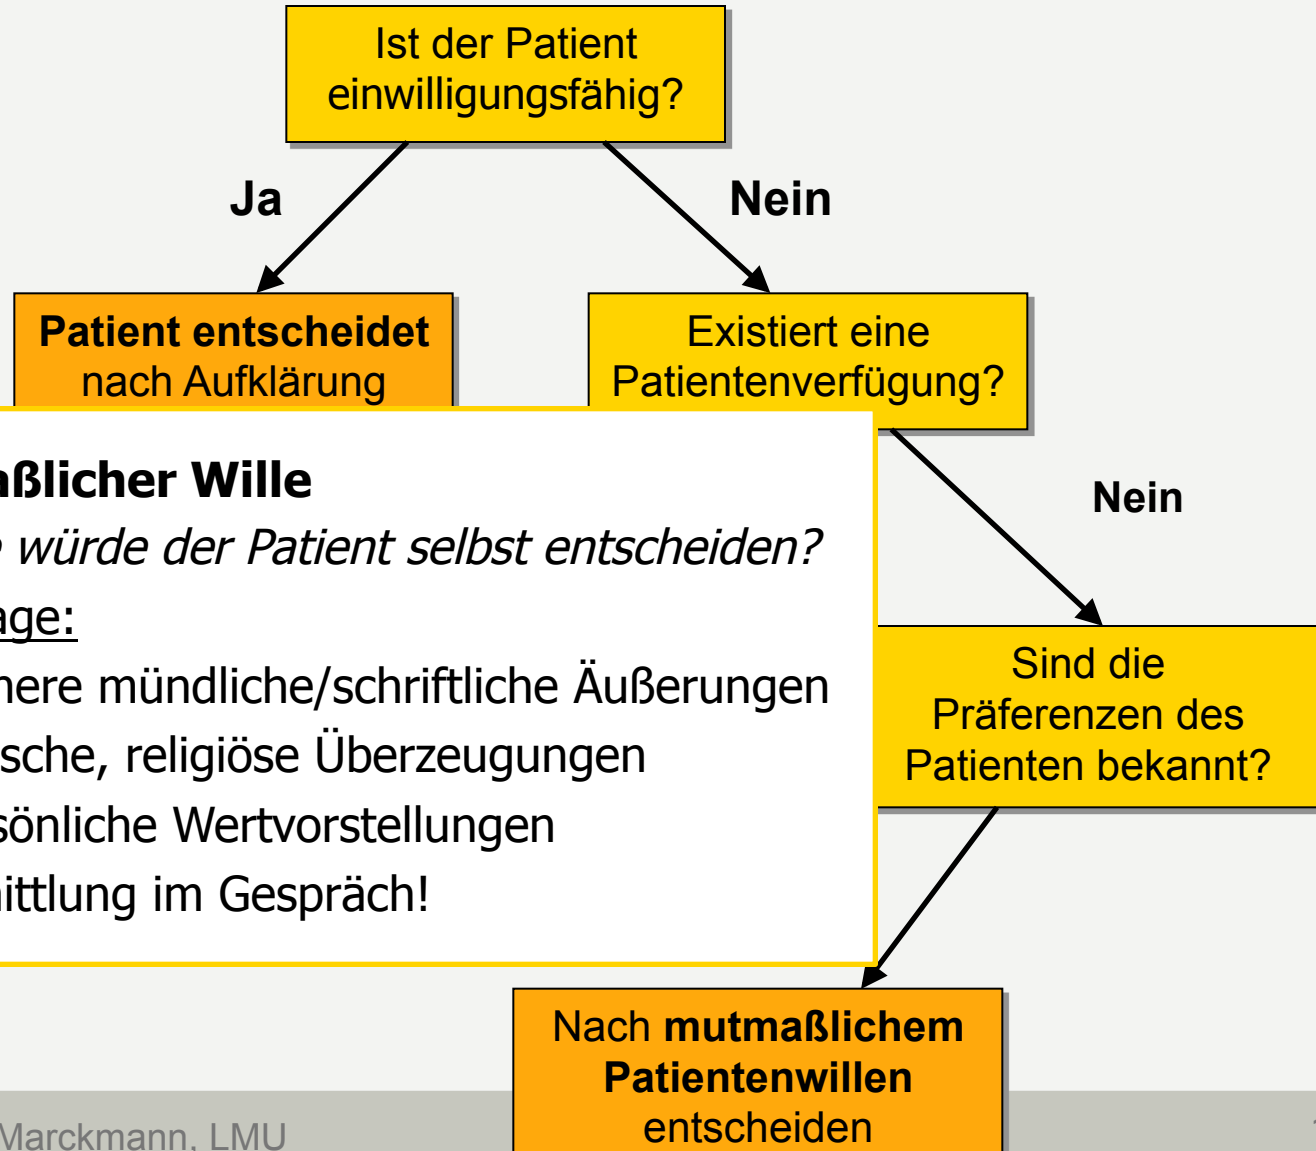 Ist der Patient
einwilligungsfähig?
Ja
Nein
Patient entscheidet
nach Aufklärung
Existiert eine
Patientenverfügung?
aßlicher Wille
würde der Patient selbst entscheiden?
age:
here mündliche/schriftliche Äußerungen
sche, religiöse Überzeugungen
sönliche Wertvorstellungen
ittlung im Gespräch!
Nein
Sind die
Präferenzen des
Patienten bekannt?
Nach mutmaßlichem
Patientenwillen
entscheiden
Marckmann, LMU